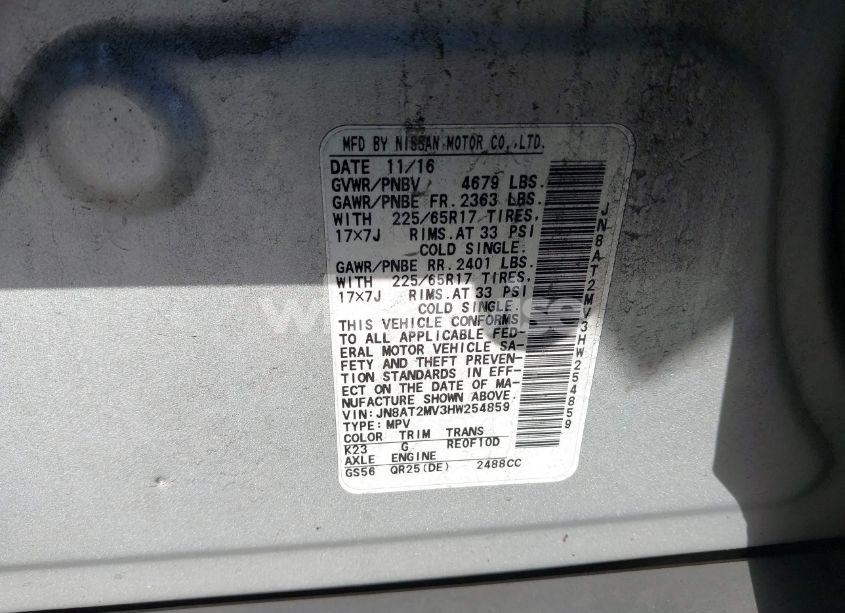 MFD BY NISSAN MOTOR CO.,LTD.
DATE 11/16
GVWR/PNBV 4679 LBS.
GAWR/PNBE FR. 2363 LBS.
WITH 225/65R17 TIRES,
17×7J RIMS. AT 33 PSI
COLD SINGLE.
GAWR/PNBE RR. 2401 LBS.
WITH 225/65R17 TIRES,
17×7J RIMS. AT 33 PSI
COLD SINGLE.
THIS VEHICLE CONFORMS
TO ALL APPLICABLE FED-
ERAL MOTOR VEHICLE SA-
FETY AND THEFT PREVEN-
TION STANDARDS IN EFF-
ECT ON THE DATE OF MA-
NUFACTURE SHOWN ABOVE.
VIN: JN8AT2MV3HW254859
TYPE: MPV
COLOR TRIM TRANS
K23 G RE0F10D
AXLE ENGINE
GS56 QR25(DE) 2488CC
JN8AT2MV3HW254859